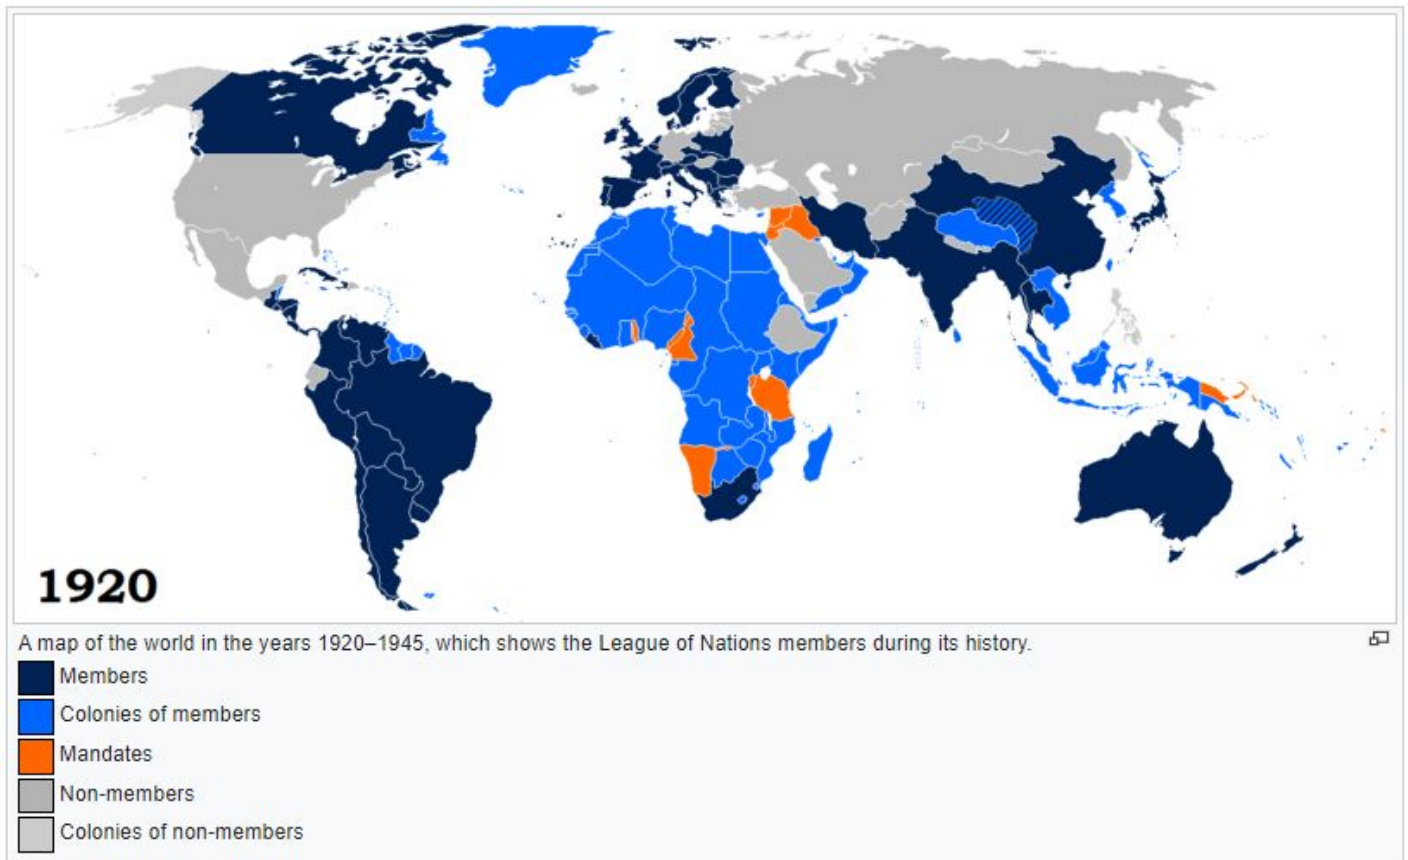 1920
A map of the world in the years 1920–1945, which shows the League of Nations members during its history.
Members
Colonies of members
Mandates
Non-members
Colonies of non-members